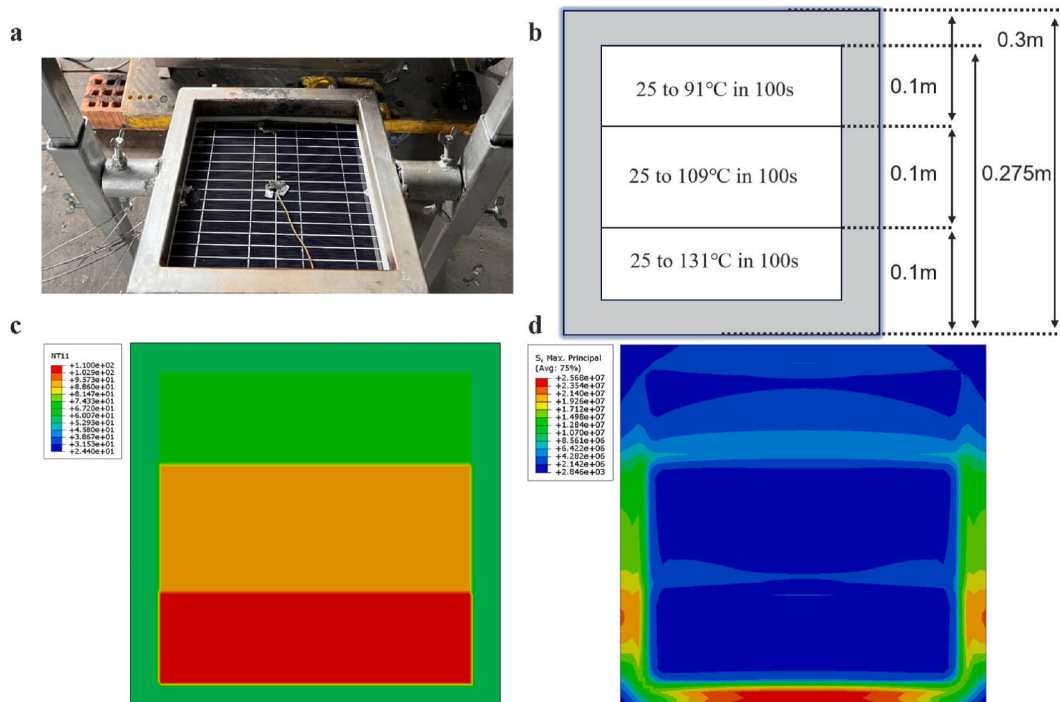 a
b
25 to 91°C in 100s
25 to 109°C in 100s
25 to 131°C in 100s
0.3m
0.1m
0.1m
0.275m
0.1m
c
NT11
+1.100e+02
+1.029e+02
+9.573e+01
+8.860e+01
+8.147e+01
+7.433e+01
+6.720e+01
+6.007e+01
+5.293e+01
+4.580e+01
+3.867e+01
+3.153e+01
+2.440e+01
d
S, Max. Principal
(Avg: 75%)
+2.568e+07
+2.354e+07
+2.140e+07
+1.926e+07
+1.712e+07
+1.498e+07
+1.284e+07
+1.070e+07
+8.561e+06
+6.422e+06
+4.282e+06
+2.142e+06
+2.846e+03